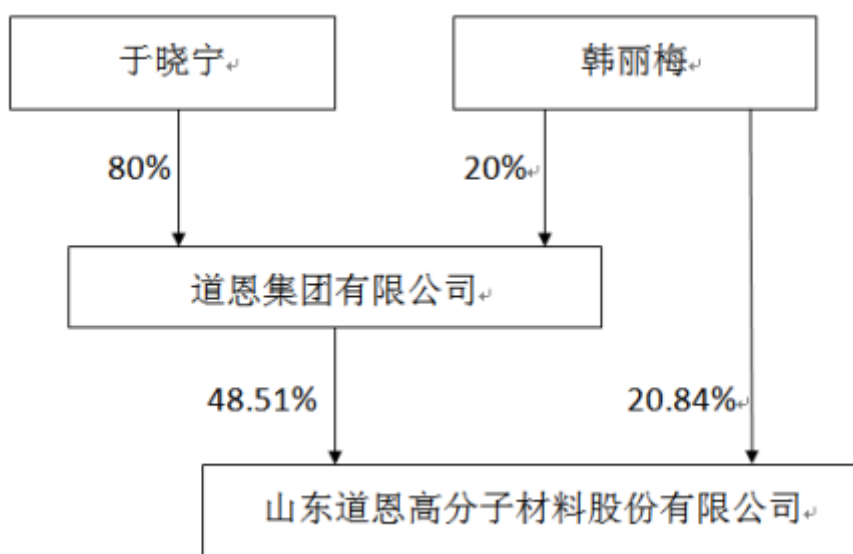 于晓宁
韩丽梅
80%
20%
道恩集团有限公司
48.51%
20.84%
山东道恩高分子材料股份有限公司